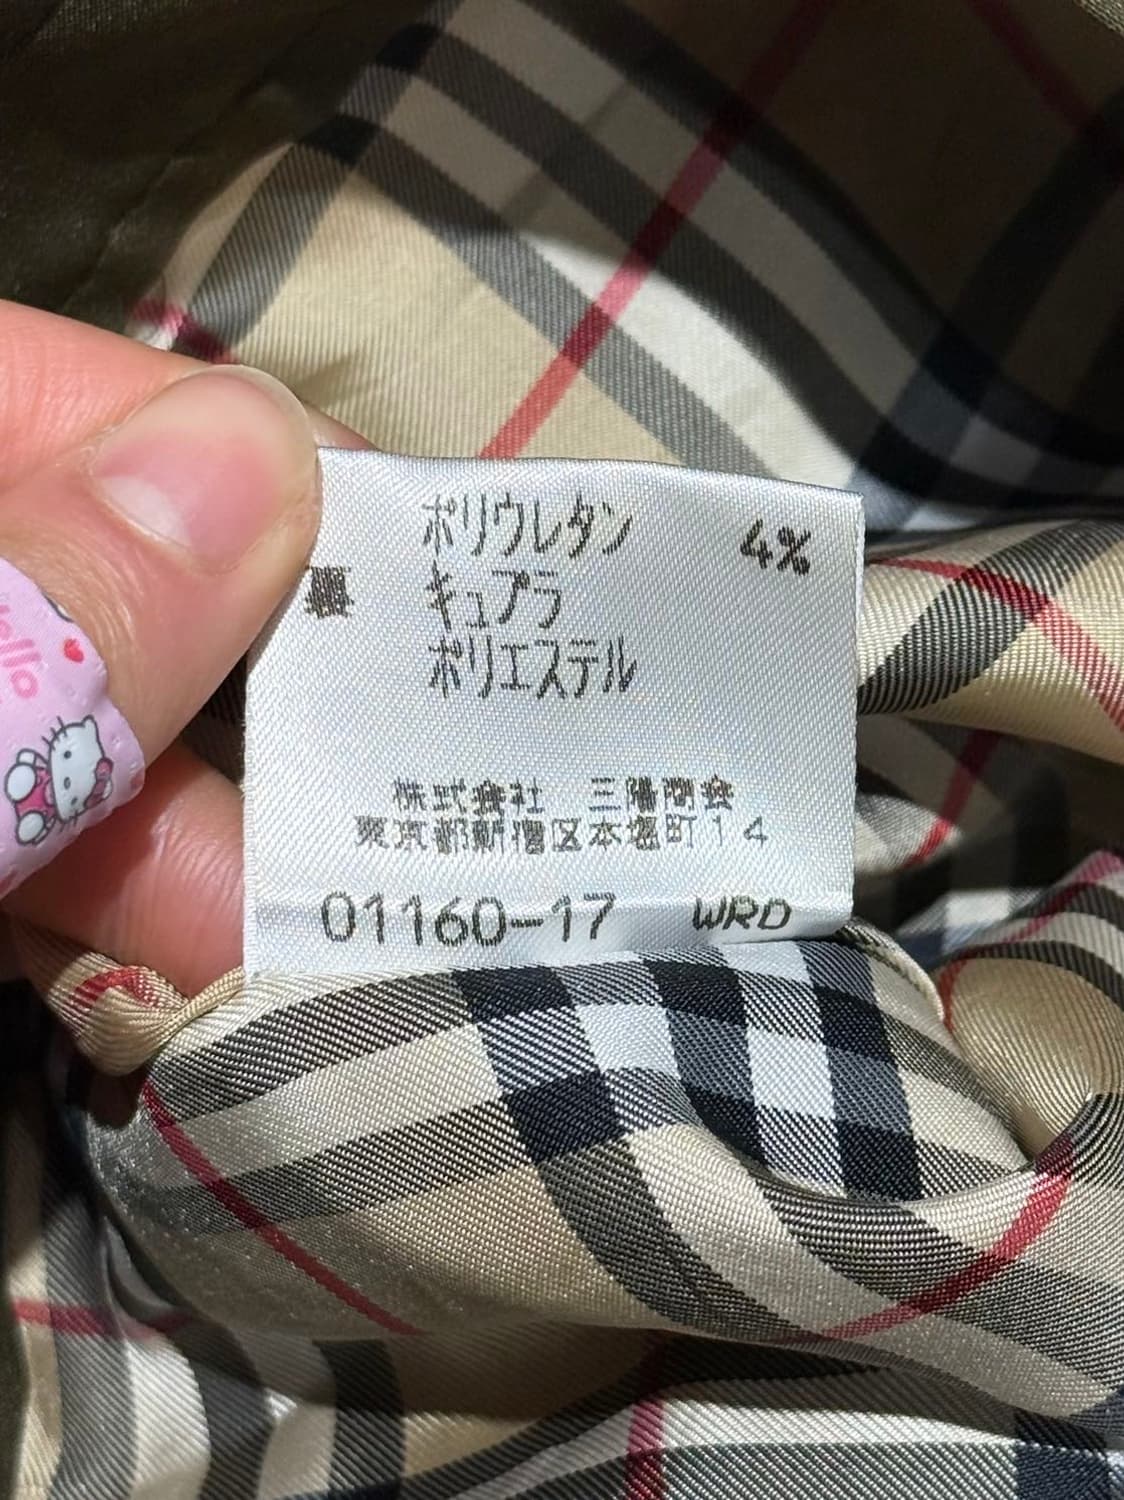 ポリウレタン 4%
裏 キュプラ
ポリエステル
株式会社 三陽商会
東京都新宿区本塩町14
01160-17 WRD
ello